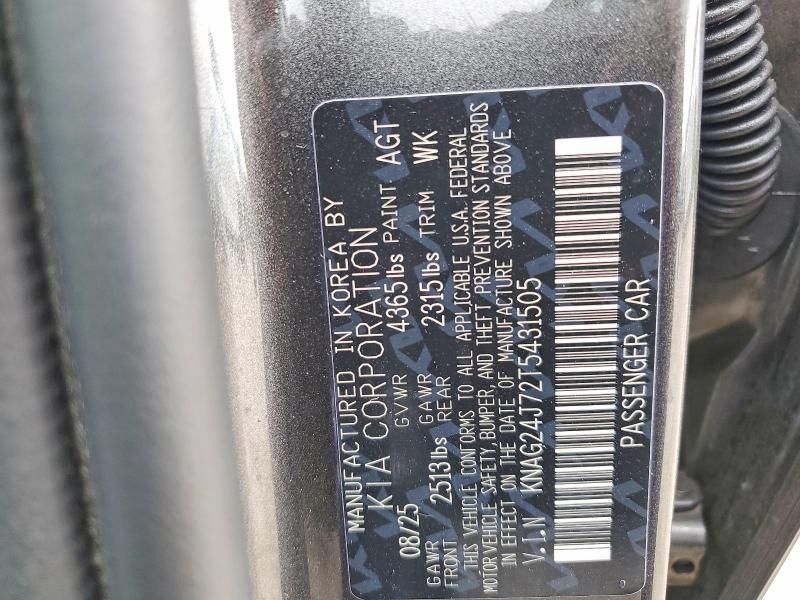 MANUFACTURED IN KOREA BY
KIA CORPORATION
08/25 GVWR 4365lbs PAINT AGT
GAWR FRONT 2513lbs GAWR REAR 2315lbs TRIM WK
THIS VEHICLE CONFORMS TO ALL APPLICABLE U.S.A. FEDERAL
MOTOR VEHICLE SAFETY, BUMPER, AND THEFT PREVENTION STANDARDS
IN EFFECT ON THE DATE OF MANUFACTURE SHOWN ABOVE
V.I.N KNAG24J72T5431505
PASSENGER CAR